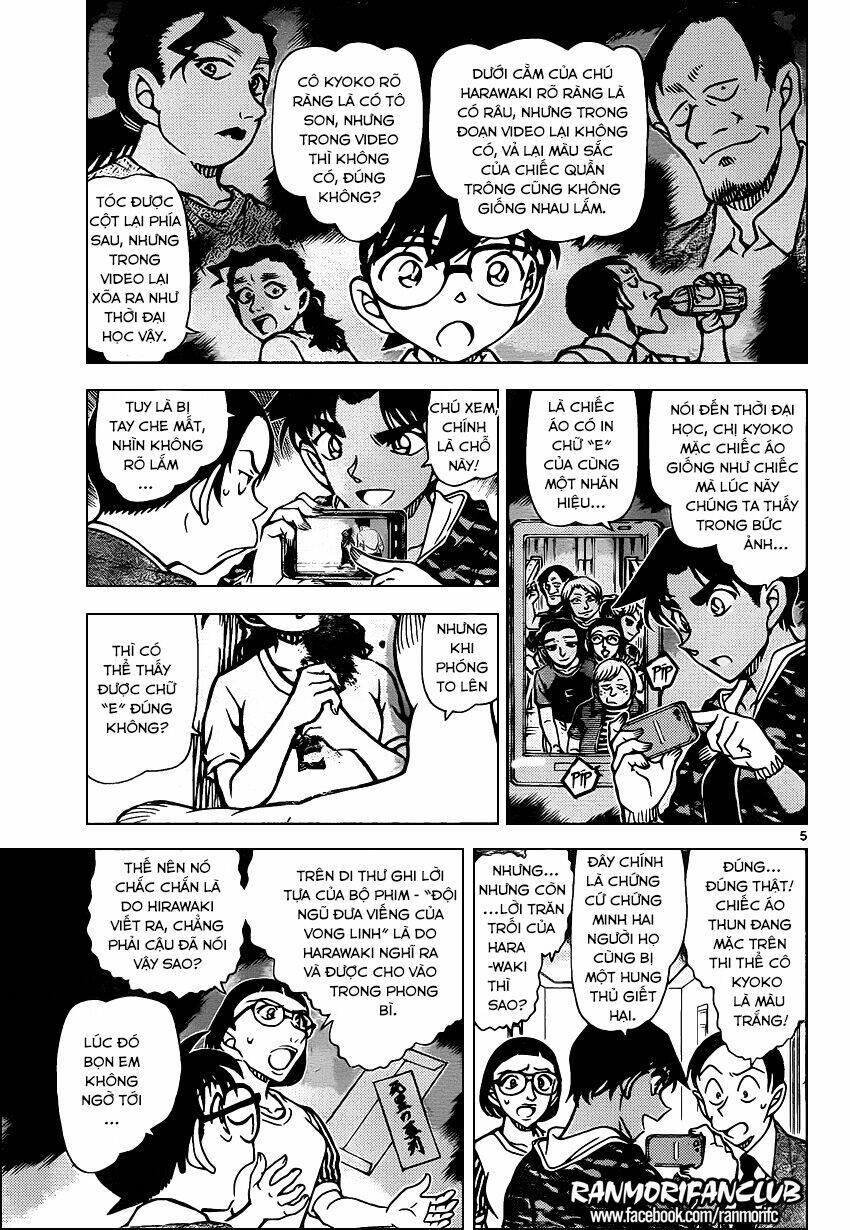 DƯỚI CẰM CỦA CHÚ
HARAWAKI RÕ
RÀNG LÀ CÓ
RÂU, NHƯNG TRONG
ĐOẠN VIDEO LẠI KHÔNG
CÓ, VẢ LẠI MÀU SẮC
CỦA CHIẾC QUẦN
TRÔNG CŨNG KHÔNG
GIỐNG NHAU LẮM.
CÔ KYOKO RÕ
RÀNG LÀ CÓ TÔ
SON, NHƯNG
TRONG VIDEO
THÌ KHÔNG
CÓ, ĐÚNG
KHÔNG?
TÓC ĐƯỢC
CỘT LẠI PHÍA
SAU, NHƯNG
TRONG
VIDEO LẠI
XÕA RA NHƯ
THỜI ĐẠI
HỌC VẬY.
NÓI ĐẾN THỜI ĐẠI
HỌC, CHỊ KYOKO
MẶC CHIẾC ÁO
GIỐNG NHƯ CHIẾC
MÀ LÚC NÃY
CHÚNG TA THẤY
TRONG BỨC
ẢNH...
LÀ CHIẾC
ÁO CÓ IN
CHỮ "E"
CỦA CÙNG
MỘT NHÃN
HIỆU...
PÍP
PÍP
CHÚ XEM,
CHÍNH
LÀ CHỖ
NÀY!
TUY LÀ BỊ
TAY CHE MẤT,
NHÌN KHÔNG
RÕ LẮM
...
NHƯNG
KHI
PHÓNG
TO LÊN
THÌ CÓ
THỂ THẤY
ĐƯỢC CHỮ
"E" ĐÚNG
KHÔNG?
5
ĐÚNG...
ĐÚNG THẬT!
CHIẾC ÁO
THUN ĐANG
MẶC TRÊN
THI THỂ CÔ
KYOKO
LÀ MÀU
TRẮNG!
ĐÂY CHÍNH
LÀ CHỨNG
CỨ CHỨNG
MINH HAI
NGƯỜI HỌ
CÙNG BỊ
MỘT HUNG
THỦ GIẾT
HẠI.
NHƯNG...
NHƯNG CÒN
...LỜI TRĂN
TRỐI CỦA
HARA
-WAKI
THÌ
SAO?
TRÊN DI THƯ GHI LỜI
TỰA CỦA BỘ PHIM - "ĐỘI
NGŨ ĐƯA VIẾNG CỦA
VONG LINH" LÀ DO
HARAWAKI NGHĨ RA
VÀ ĐƯỢC CHO VÀO
TRONG PHONG
BÌ.
THẾ NÊN NÓ
CHẮC CHẮN LÀ
DO HIRAWAKI
VIẾT RA, CHẲNG
PHẢI CẬU ĐÃ NÓI
VẬY SAO?
LÚC ĐÓ
BỌN EM
KHÔNG
NGỜ TỚI
...
RANMORIFANCLUB
www.facebook.com/ranmorifc